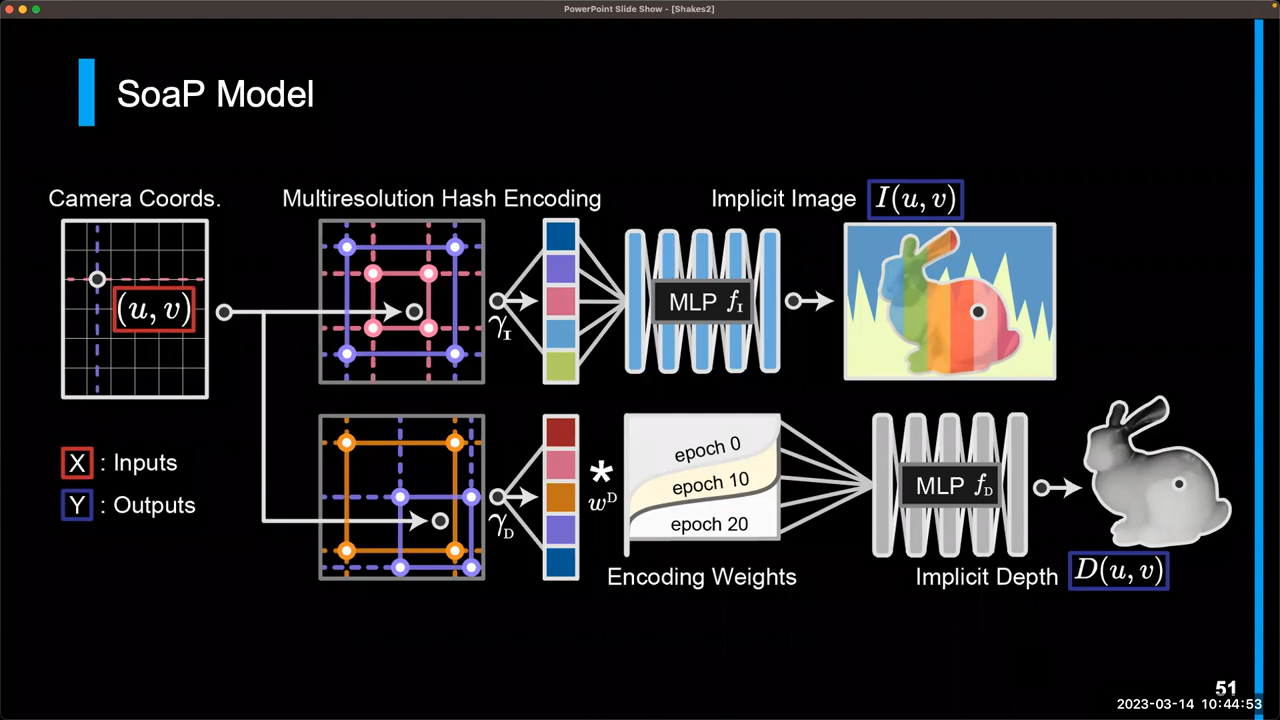 PowerPoint Slide Show - [Shakes2]
SoaP Model
Camera Coords.
Multiresolution Hash Encoding
Implicit Image I(u, v)
(u, v)
γI
MLP fI
X : Inputs
Y : Outputs
γD
* wD
epoch 0
epoch 10
epoch 20
Encoding Weights
MLP fD
Implicit Depth D(u, v)
51
2023-03-14 10:44:53